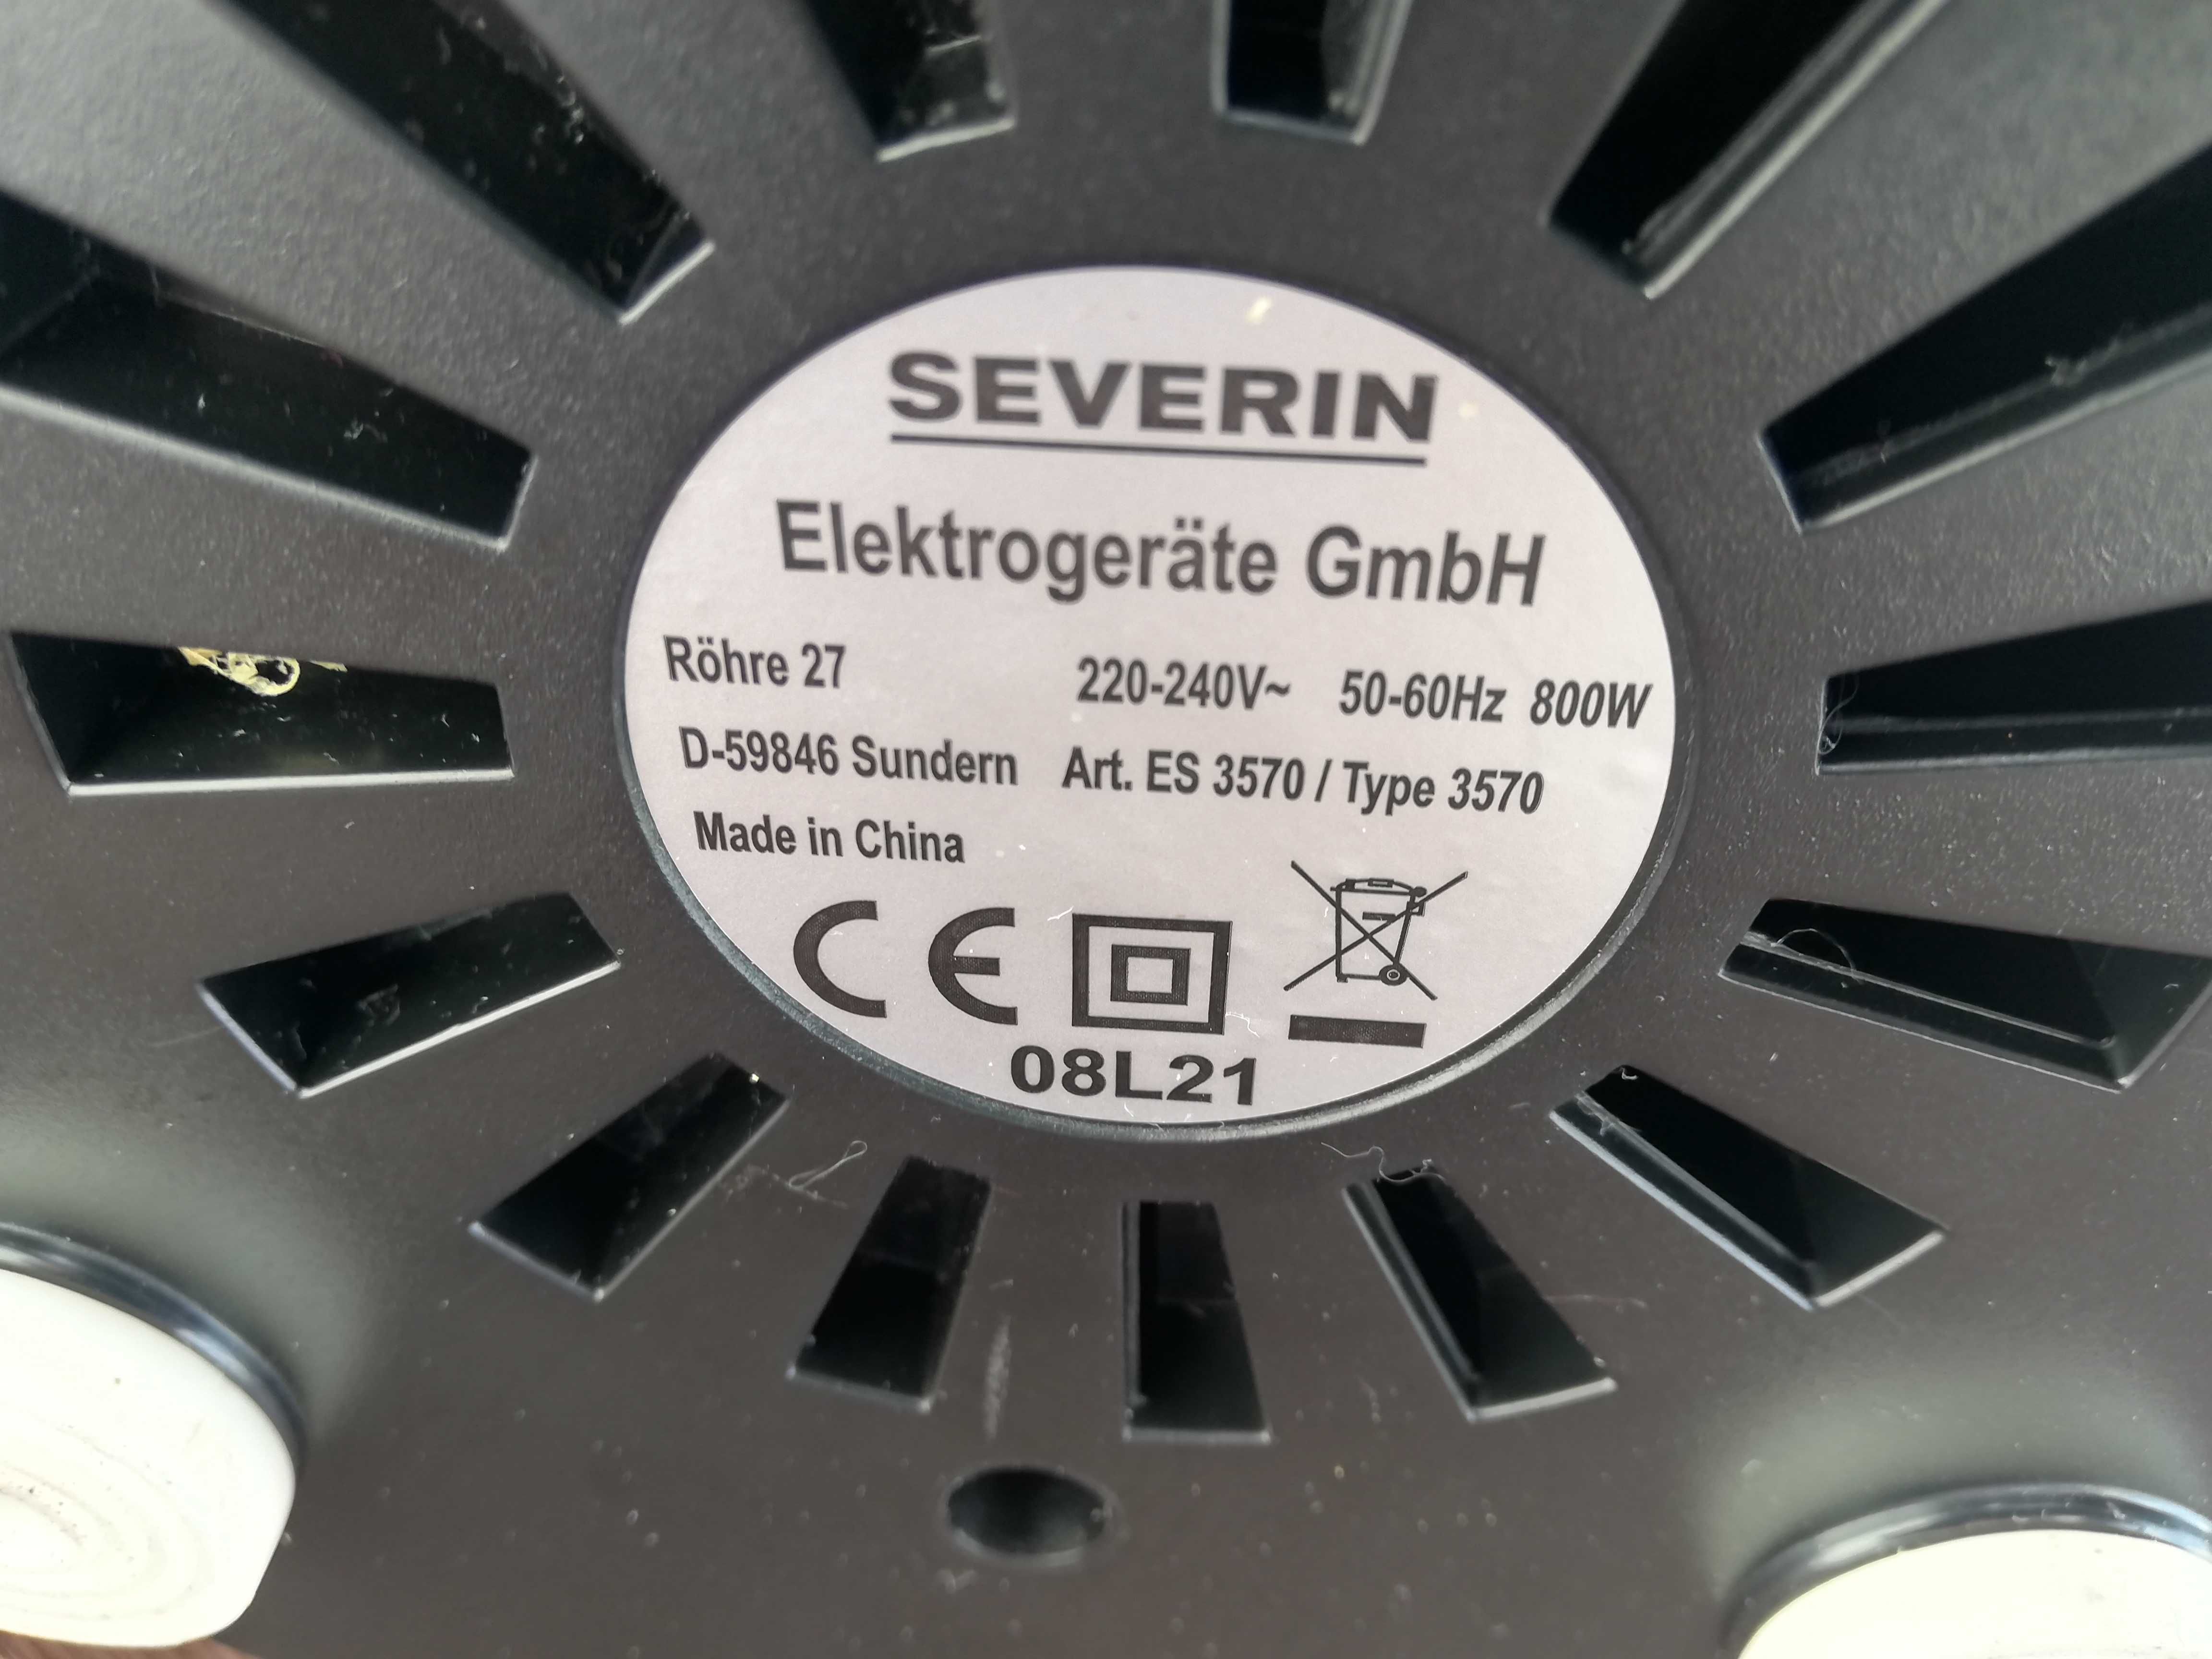 SEVERIN
Elektrogeräte GmbH
Röhre 27 220-240V~ 50-60Hz 800W
D-59846 Sundern Art. ES 3570 / Type 3570
Made in China
CE
08L21